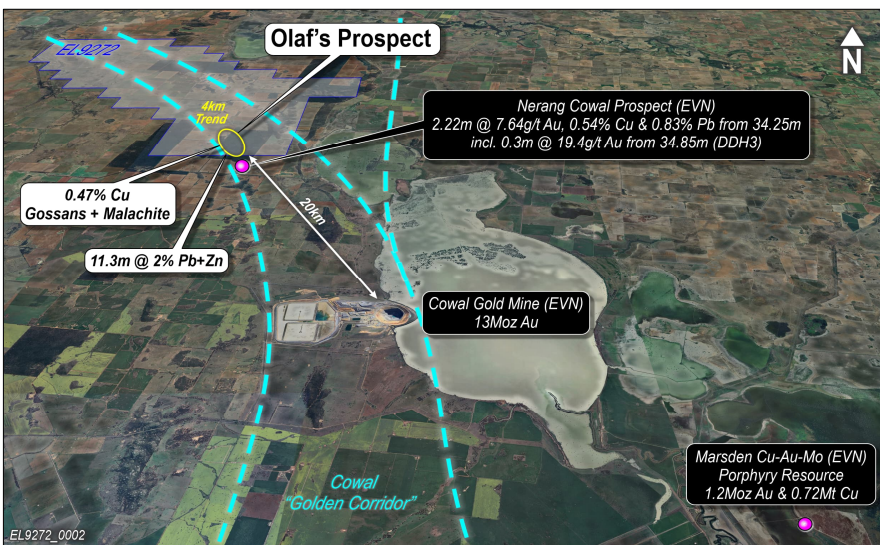 Olaf's Prospect
EL9272
N
4km
Trend
Nerang Cowal Prospect (EVN)
2.22m @ 7.64g/t Au, 0.54% Cu & 0.83% Pb from 34.25m
incl. 0.3m @ 19.4g/t Au from 34.85m (DDH3)
0.47% Cu
Gossans + Malachite
20km
11.3m @ 2% Pb+Zn
Cowal Gold Mine (EVN)
13Moz Au
Marsden Cu-Au-Mo (EVN)
Porphyry Resource
1.2Moz Au & 0.72Mt Cu
Cowal
"Golden Corridor"
EL9272_0002